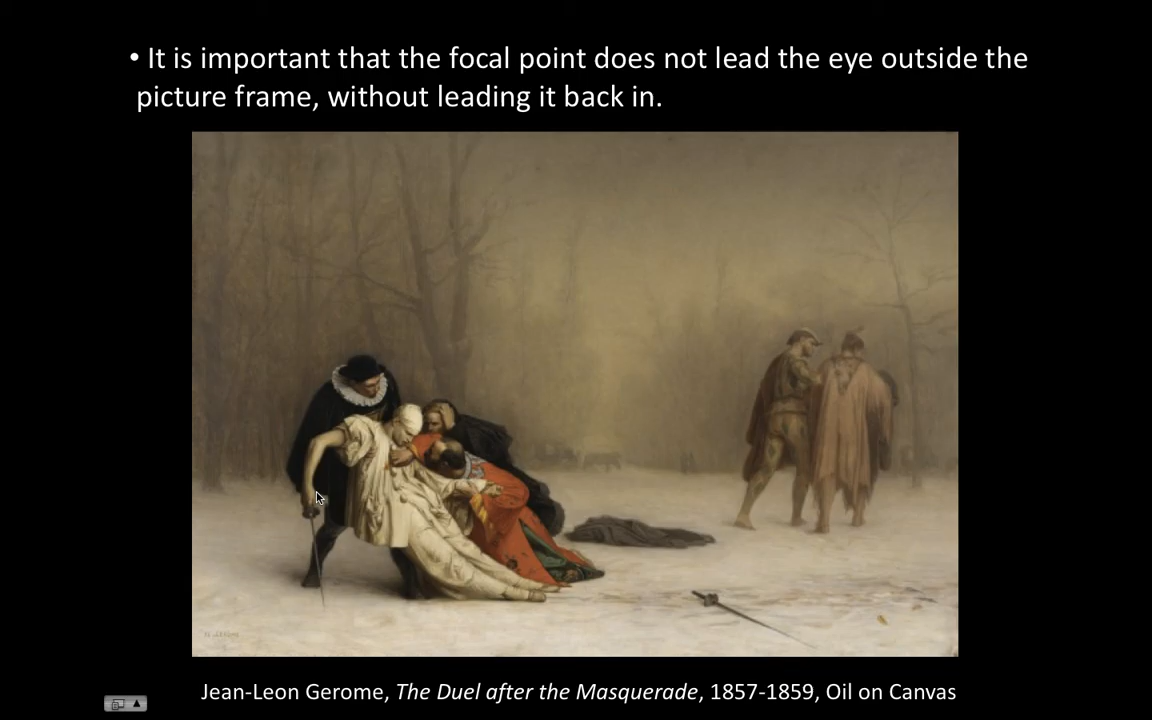 • It is important that the focal point does not lead the eye outside the
picture frame, without leading it back in.
Jean-Leon Gerome, The Duel after the Masquerade, 1857-1859, Oil on Canvas